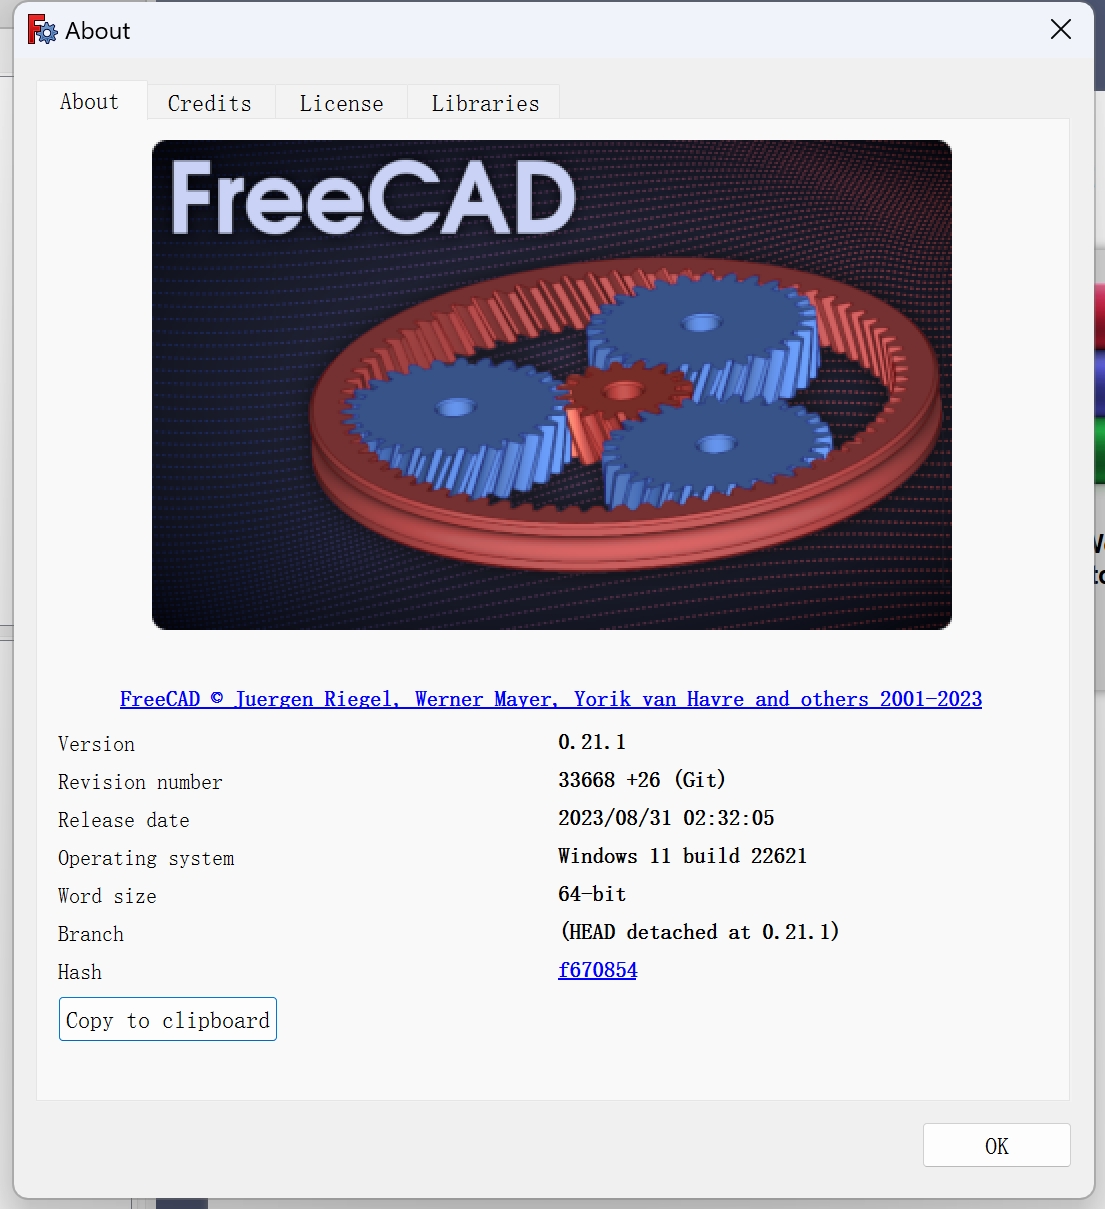 About
About
Credits
License
Libraries
FreeCAD
FreeCAD © Juergen Riegel, Werner Mayer, Yorik van Havre and others 2001-2023
Version 0.21.1
Revision number 33668 +26 (Git)
Release date 2023/08/31 02:32:05
Operating system Windows 11 build 22621
Word size 64-bit
Branch (HEAD detached at 0.21.1)
Hash f670854
Copy to clipboard
OK